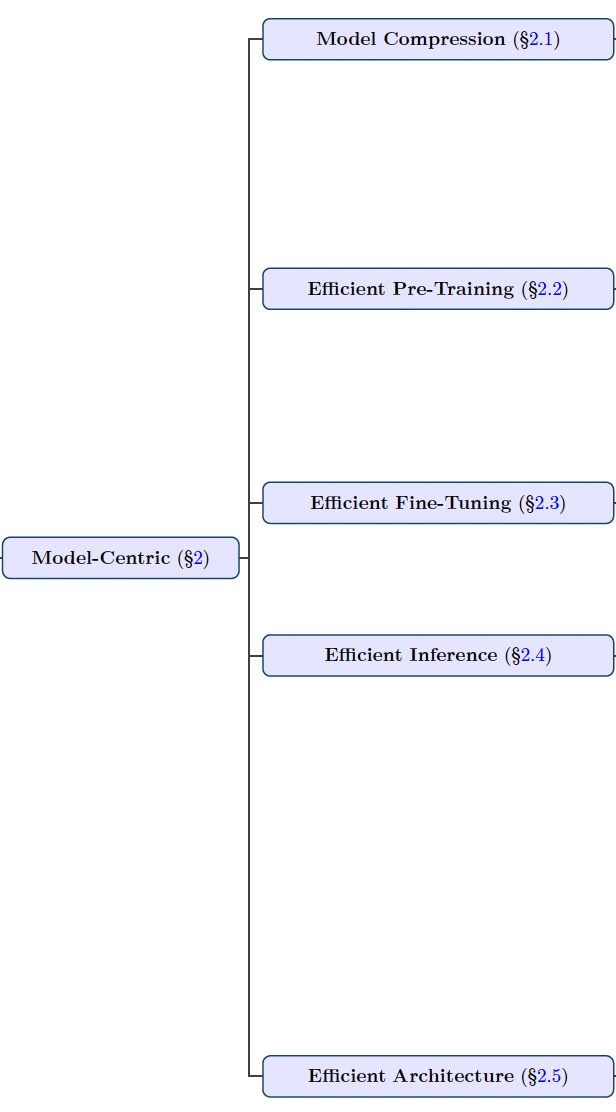 Model Compression (§2.1)
Efficient Pre-Training (§2.2)
Efficient Fine-Tuning (§2.3)
Model-Centric (§2)
Efficient Inference (§2.4)
Efficient Architecture (§2.5)